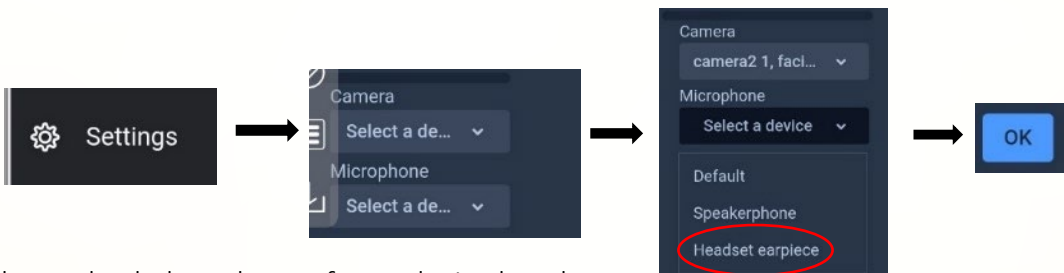 Settings
Camera
Select a de...
Microphone
Select a de...
Camera
camera2 1, faci...
Microphone
Select a device
Default
Speakerphone
Headset earpiece
OK